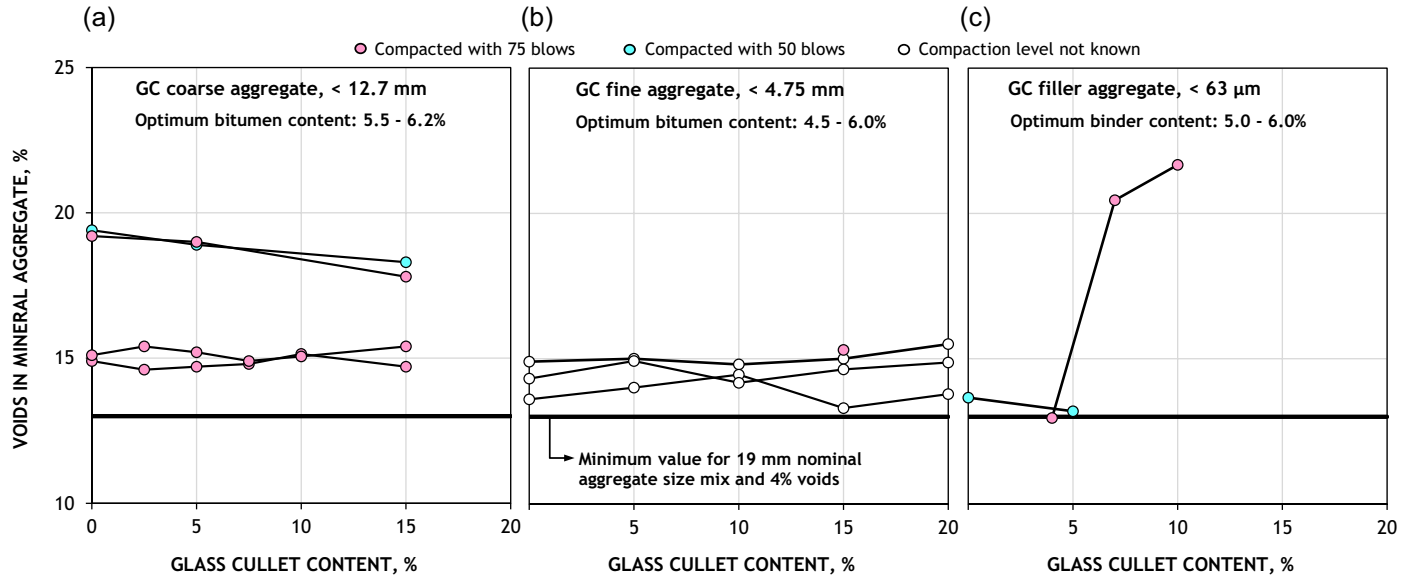 (a)
(b)
(c)
Compacted with 75 blows
Compacted with 50 blows
Compaction level not known
25
20
15
10
VOIDS IN MINERAL AGGREGATE, %
GC coarse aggregate, < 12.7 mm
Optimum bitumen content: 5.5 - 6.2%
GC fine aggregate, < 4.75 mm
Optimum bitumen content: 4.5 - 6.0%
GC filler aggregate, < 63 µm
Optimum binder content: 5.0 - 6.0%
Minimum value for 19 mm nominal
aggregate size mix and 4% voids
0 5 10 15 20
5 10 15 20
5 10 15 20
GLASS CULLET CONTENT, %
GLASS CULLET CONTENT, %
GLASS CULLET CONTENT, %